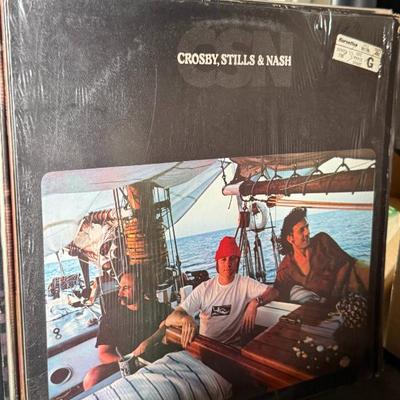 CSN
CROSBY, STILLS & NASH
G